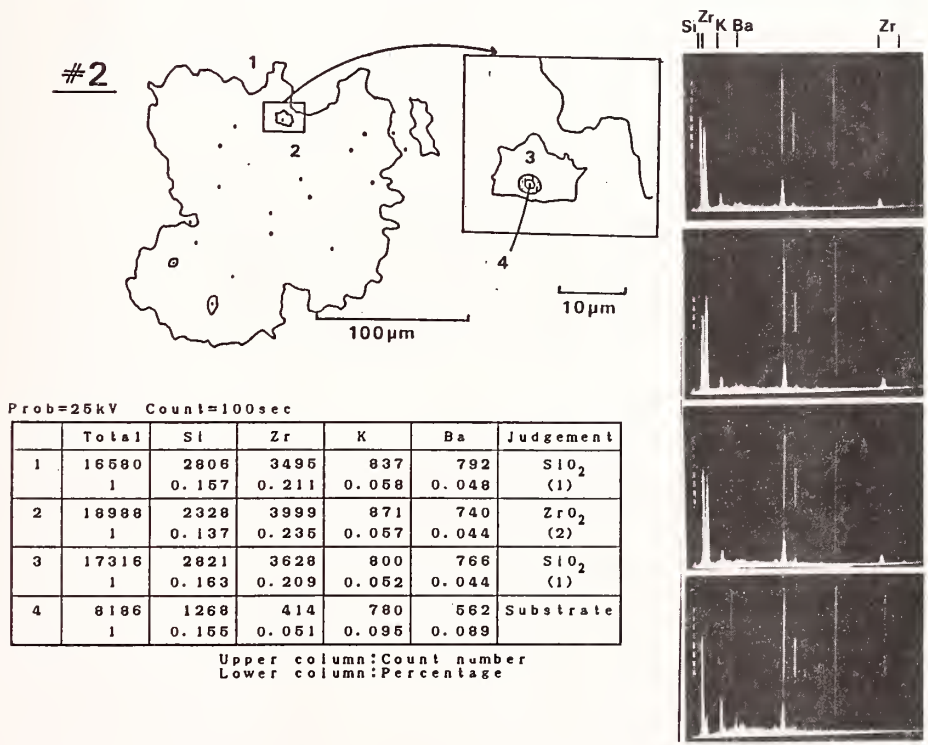 #2
1
2
3
4
100μm
10μm
Si Zr K Ba Zr
Prob=25kV Count=100sec
Total Si Zr K Ba Judgement
1 16580 2806 3495 837 792 SiO2
1 0.157 0.211 0.058 0.048 (1)
2 18988 2328 3999 871 740 ZrO2
1 0.137 0.235 0.057 0.044 (2)
3 17316 2821 3628 800 766 SiO2
1 0.163 0.209 0.052 0.044 (1)
4 8186 1268 414 780 562 Substrate
1 0.155 0.051 0.095 0.089
Upper column:Count number
Lower column:Percentage